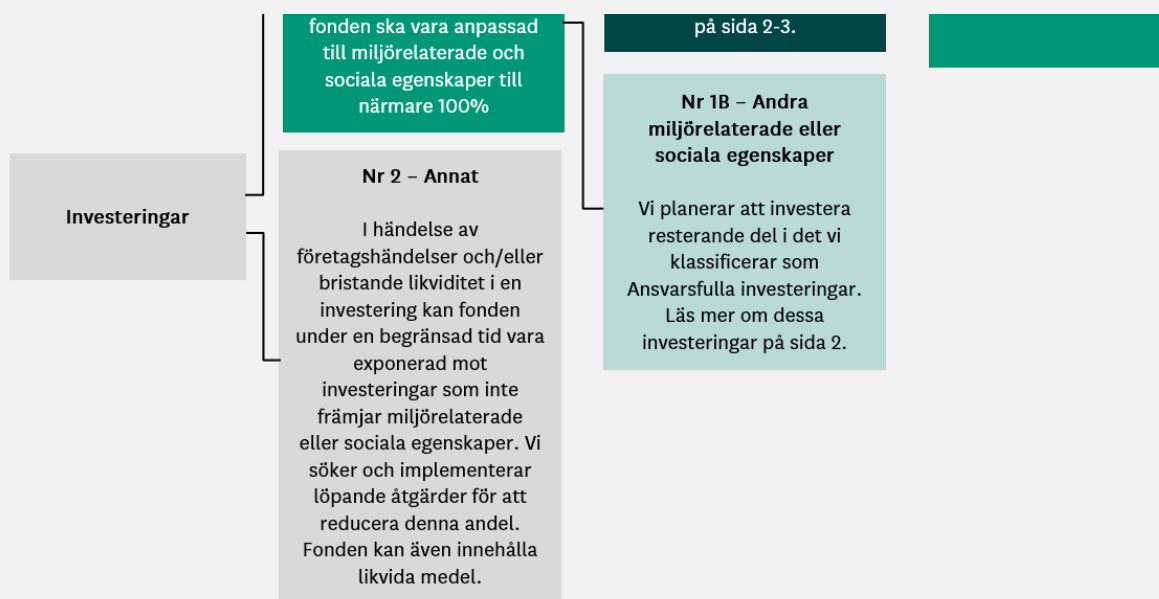 fonden ska vara anpassad
till miljörelaterade och
sociala egenskaper till
närmare 100%
på sida 2-3.
Investeringar
Nr 2 – Annat
I händelse av
företagshändelser och/eller
bristande likviditet i en
investering kan fonden
under en begränsad tid vara
exponerad mot
investeringar som inte
främjar miljörelaterade
eller sociala egenskaper. Vi
söker och implementerar
löpande åtgärder för att
reducera denna andel.
Fonden kan även innehålla
likvida medel.
Nr 1B – Andra
miljörelaterade eller
sociala egenskaper
Vi planerar att investera
resterande del i det vi
klassificerar som
Ansvarsfulla investeringar.
Läs mer om dessa
investeringar på sida 2.